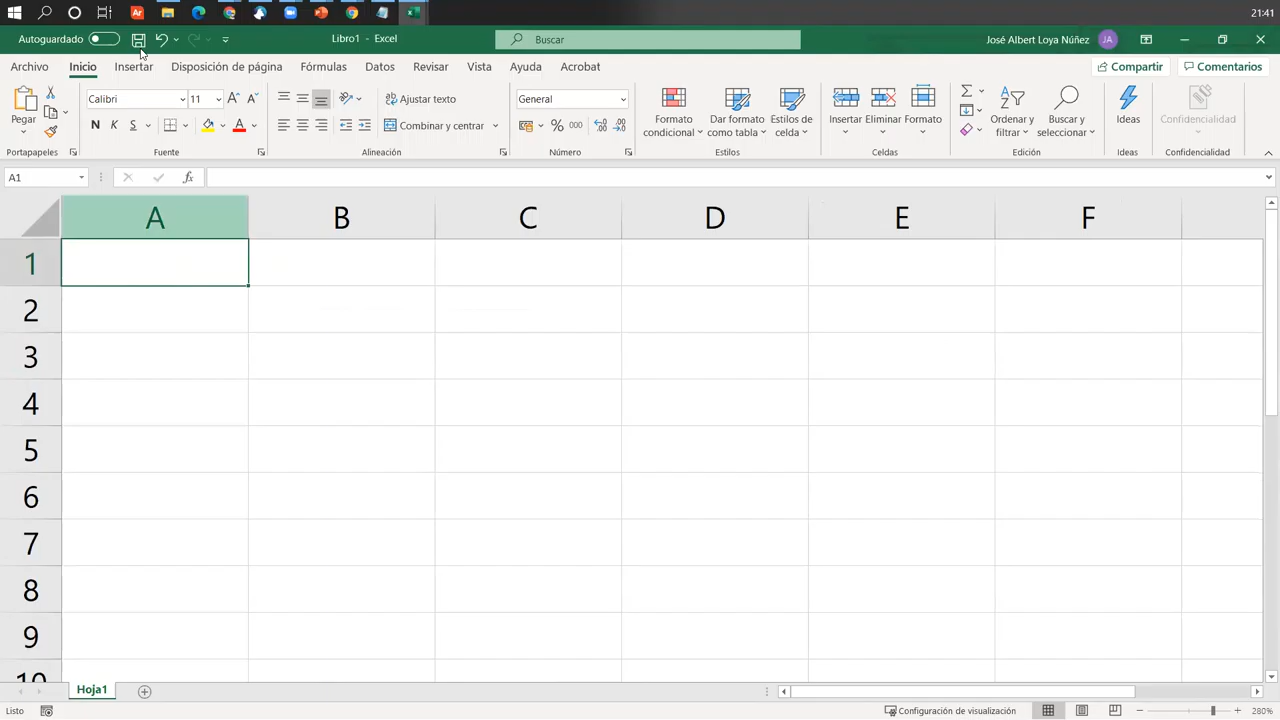 21:41
Autoguardado
Libro1 - Excel
Buscar
José Albert Loya Núñez
JA
Archivo Inicio Insertar Disposición de página Fórmulas Datos Revisar Vista Ayuda Acrobat
Compartir
Comentarios
Pegar
Calibri
11
N K S
Ajustar texto
Combinar y centrar
General
% 000
Formato condicional
Dar formato como tabla
Estilos de celda
Insertar
Eliminar
Formato
Ordenar y filtrar
Buscar y seleccionar
Ideas
Confidencialidad
Portapapeles Fuente Alineación Número Estilos Celdas Edición Ideas Confidencialidad
A1
fx
A B C D E F
1
2
3
4
5
6
7
8
9
10
Hoja1
Listo
Configuración de visualización
280%